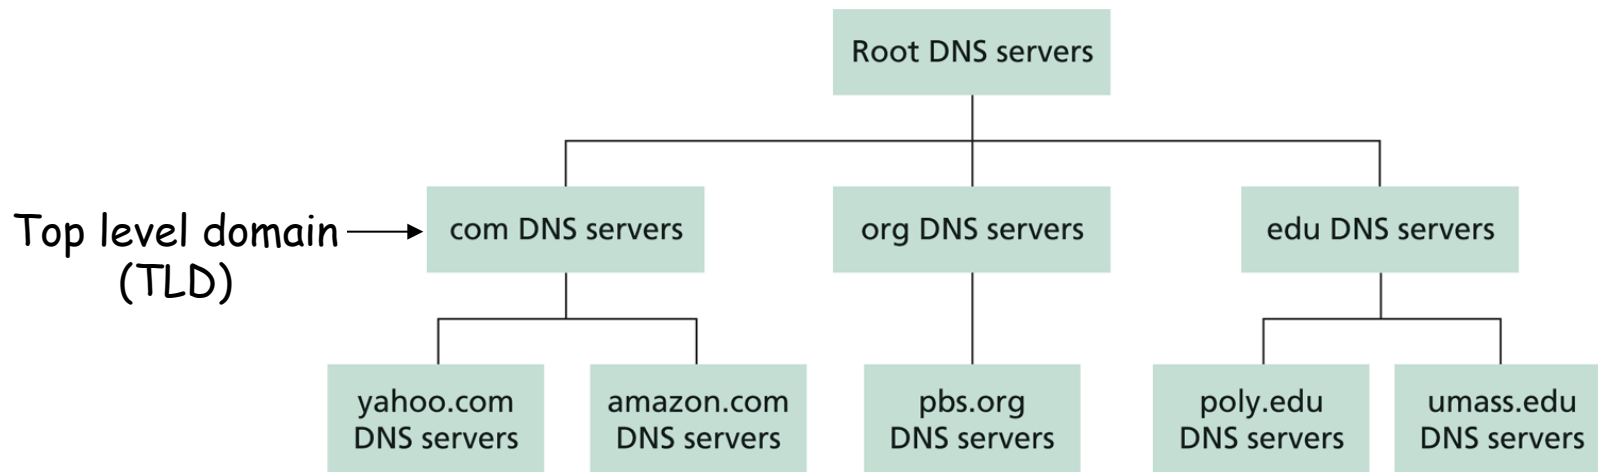 Root DNS servers
Top level domain
(TLD)
com DNS servers
org DNS servers
edu DNS servers
yahoo.com
DNS servers
amazon.com
DNS servers
pbs.org
DNS servers
poly.edu
DNS servers
umass.edu
DNS servers